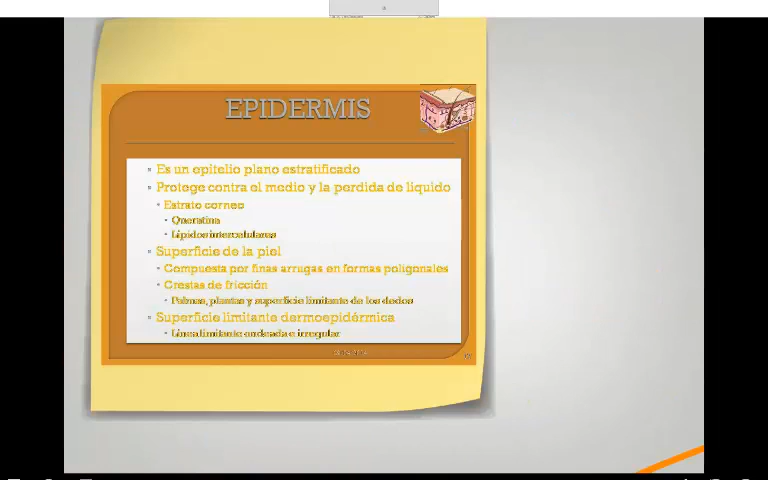 EPIDERMIS
Es un epitelio plano estratificado
Protege contra el medio y la perdida de liquido
Estrato corneo
Queratina
Lipidos intercelulares
Superficie de la piel
Compuesta por finas arrugas en formas poligonales
Crestas de fricción
Palmas, plantas y superficie limitante de los dedos
Superficie limitante dermoepidérmica
Linea limitante ondeada e irregular